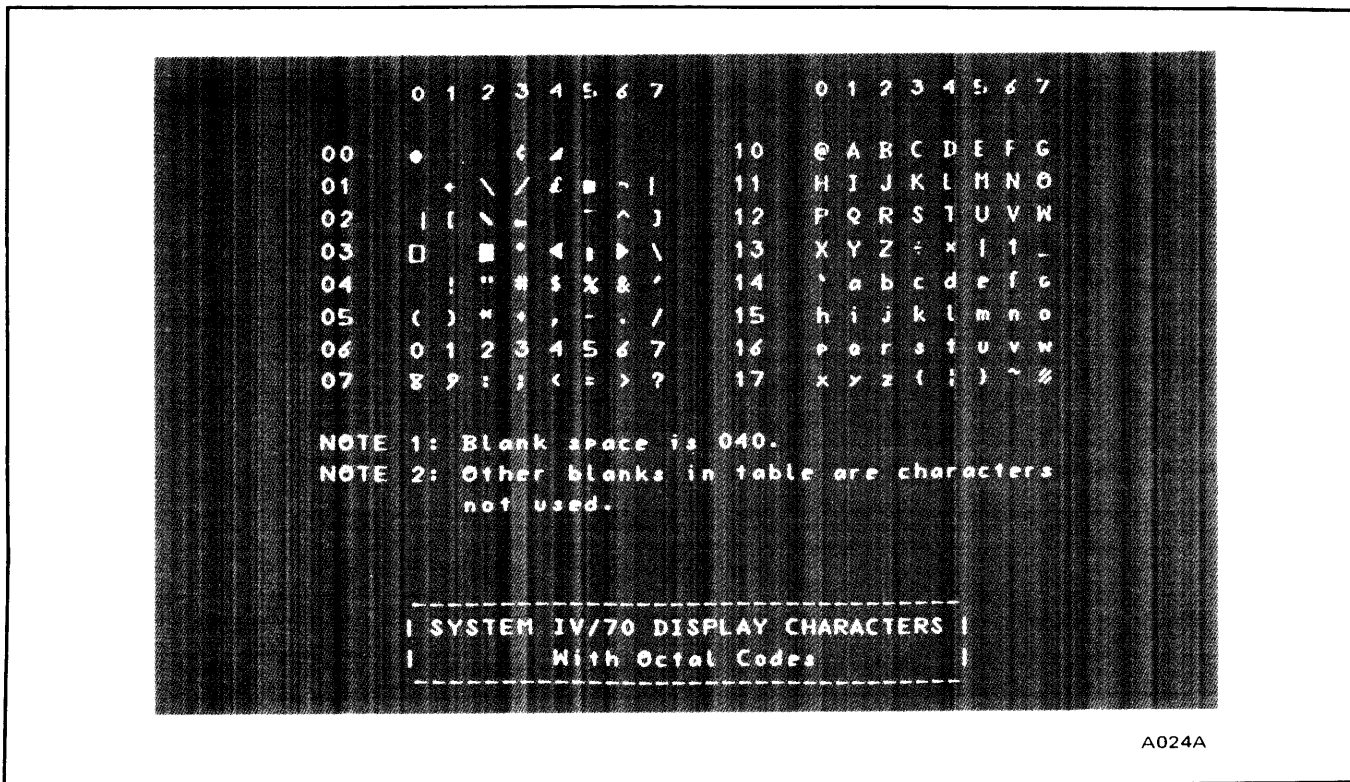 0 1 2 3 4 5 6 7 0 1 2 3 4 5 6 7
00 ● ¢ ◢ 10 @ A B C D E F G
01 \ / £ ■ ¬ | 11 H I J K L M N O
02 | [ \ ¯ ^ ] 12 P Q R S T U V W
03 ▯ ■ ◀ ▮ ▶ \ 13 X Y Z ÷ × | _
04 ! " # $ % & ' 14 ` a b c d e f g
05 ( ) * + , - . / 15 h i j k l m n o
06 0 1 2 3 4 5 6 7 16 p q r s t u v w
07 8 9 : ; < = > ? 17 x y z { ¦ } ~
NOTE 1: Blank space is 040.
NOTE 2: Other blanks in table are characters
not used.
SYSTEM IV/70 DISPLAY CHARACTERS
With Octal Codes
A024A